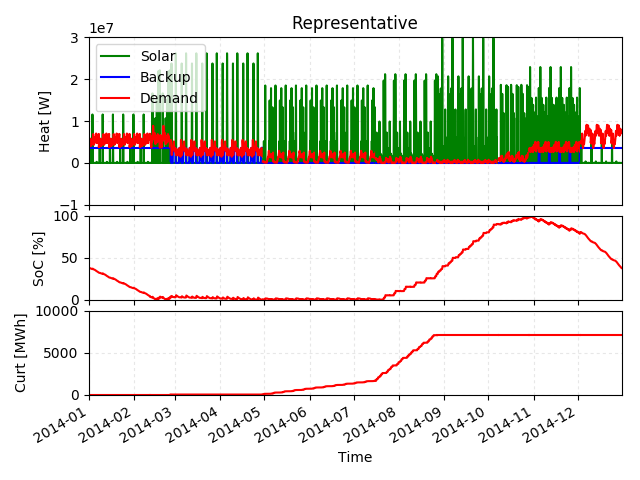 Representative
1e7
3
2
1
0
−1
Heat [W]
Solar
Backup
Demand
100
50
0
SoC [%]
10000
5000
0
Curt [MWh]
2014-01
2014-02
2014-03
2014-04
2014-05
2014-06
2014-07
2014-08
2014-09
2014-10
2014-11
2014-12
Time